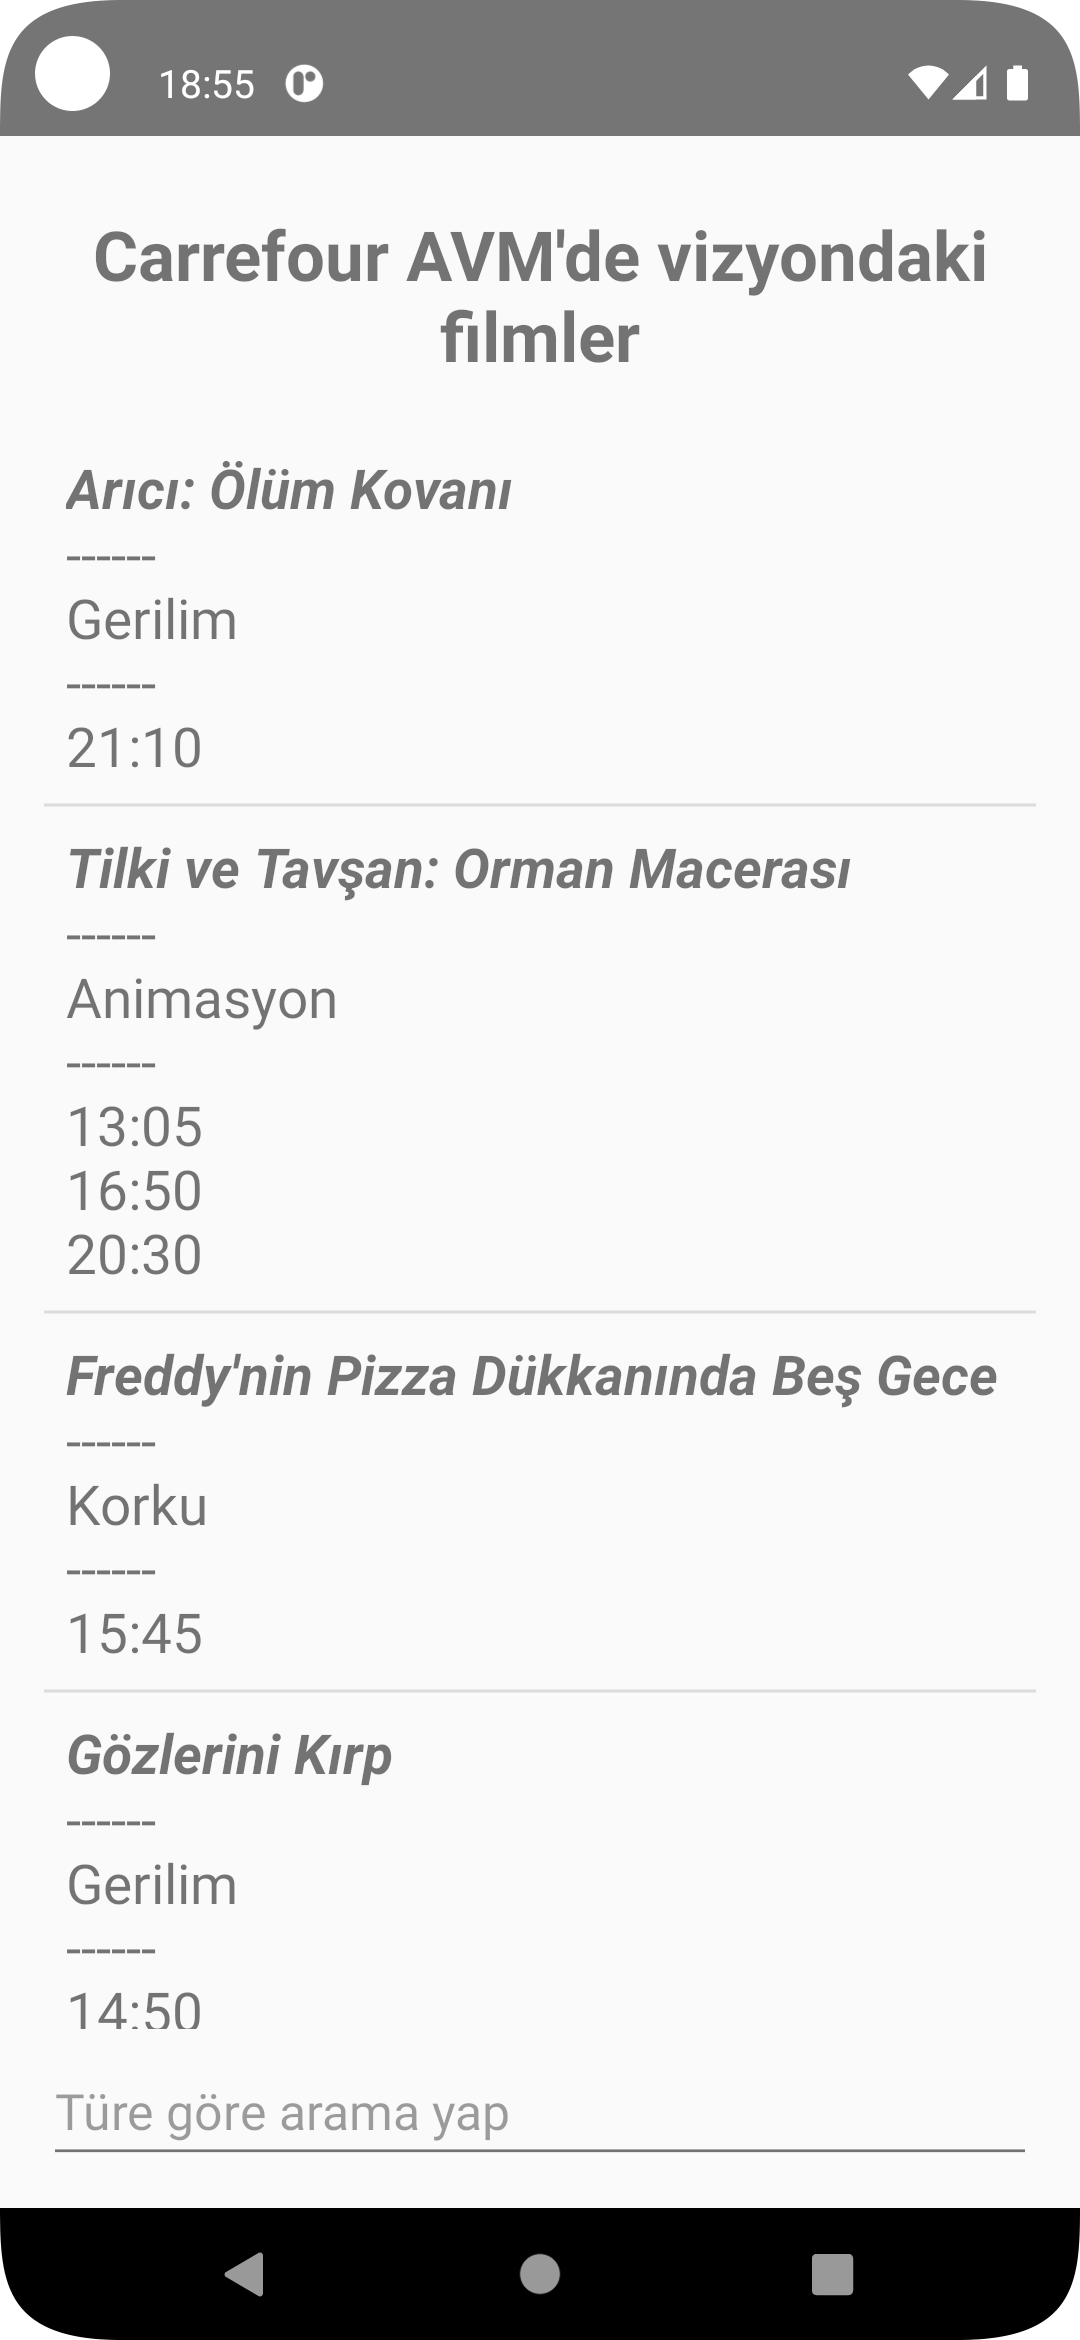 18:55
Carrefour AVM'de vizyondaki
filmler
Arıcı: Ölüm Kovanı
------
Gerilim
------
21:10
Tilki ve Tavşan: Orman Macerası
------
Animasyon
------
13:05
16:50
20:30
Freddy'nin Pizza Dükkanında Beş Gece
------
Korku
------
15:45
Gözlerini Kırp
------
Gerilim
------
14:50
Türe göre arama yap